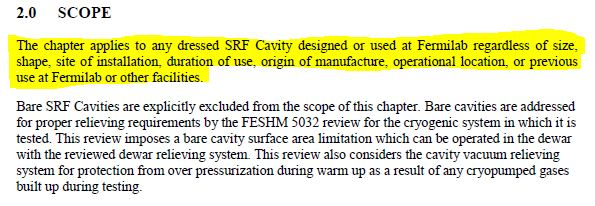 2.0 SCOPE
The chapter applies to any dressed SRF Cavity designed or used at Fermilab regardless of size,
shape, site of installation, duration of use, origin of manufacture, operational location, or previous
use at Fermilab or other facilities.
Bare SRF Cavities are explicitly excluded from the scope of this chapter. Bare cavities are addressed
for proper relieving requirements by the FESHM 5032 review for the cryogenic system in which it is
tested. This review imposes a bare cavity surface area limitation which can be operated in the dewar
with the reviewed dewar relieving system. This review also considers the cavity vacuum relieving
system for protection from over pressurization during warm up as a result of any cryopumped gases
built up during testing.